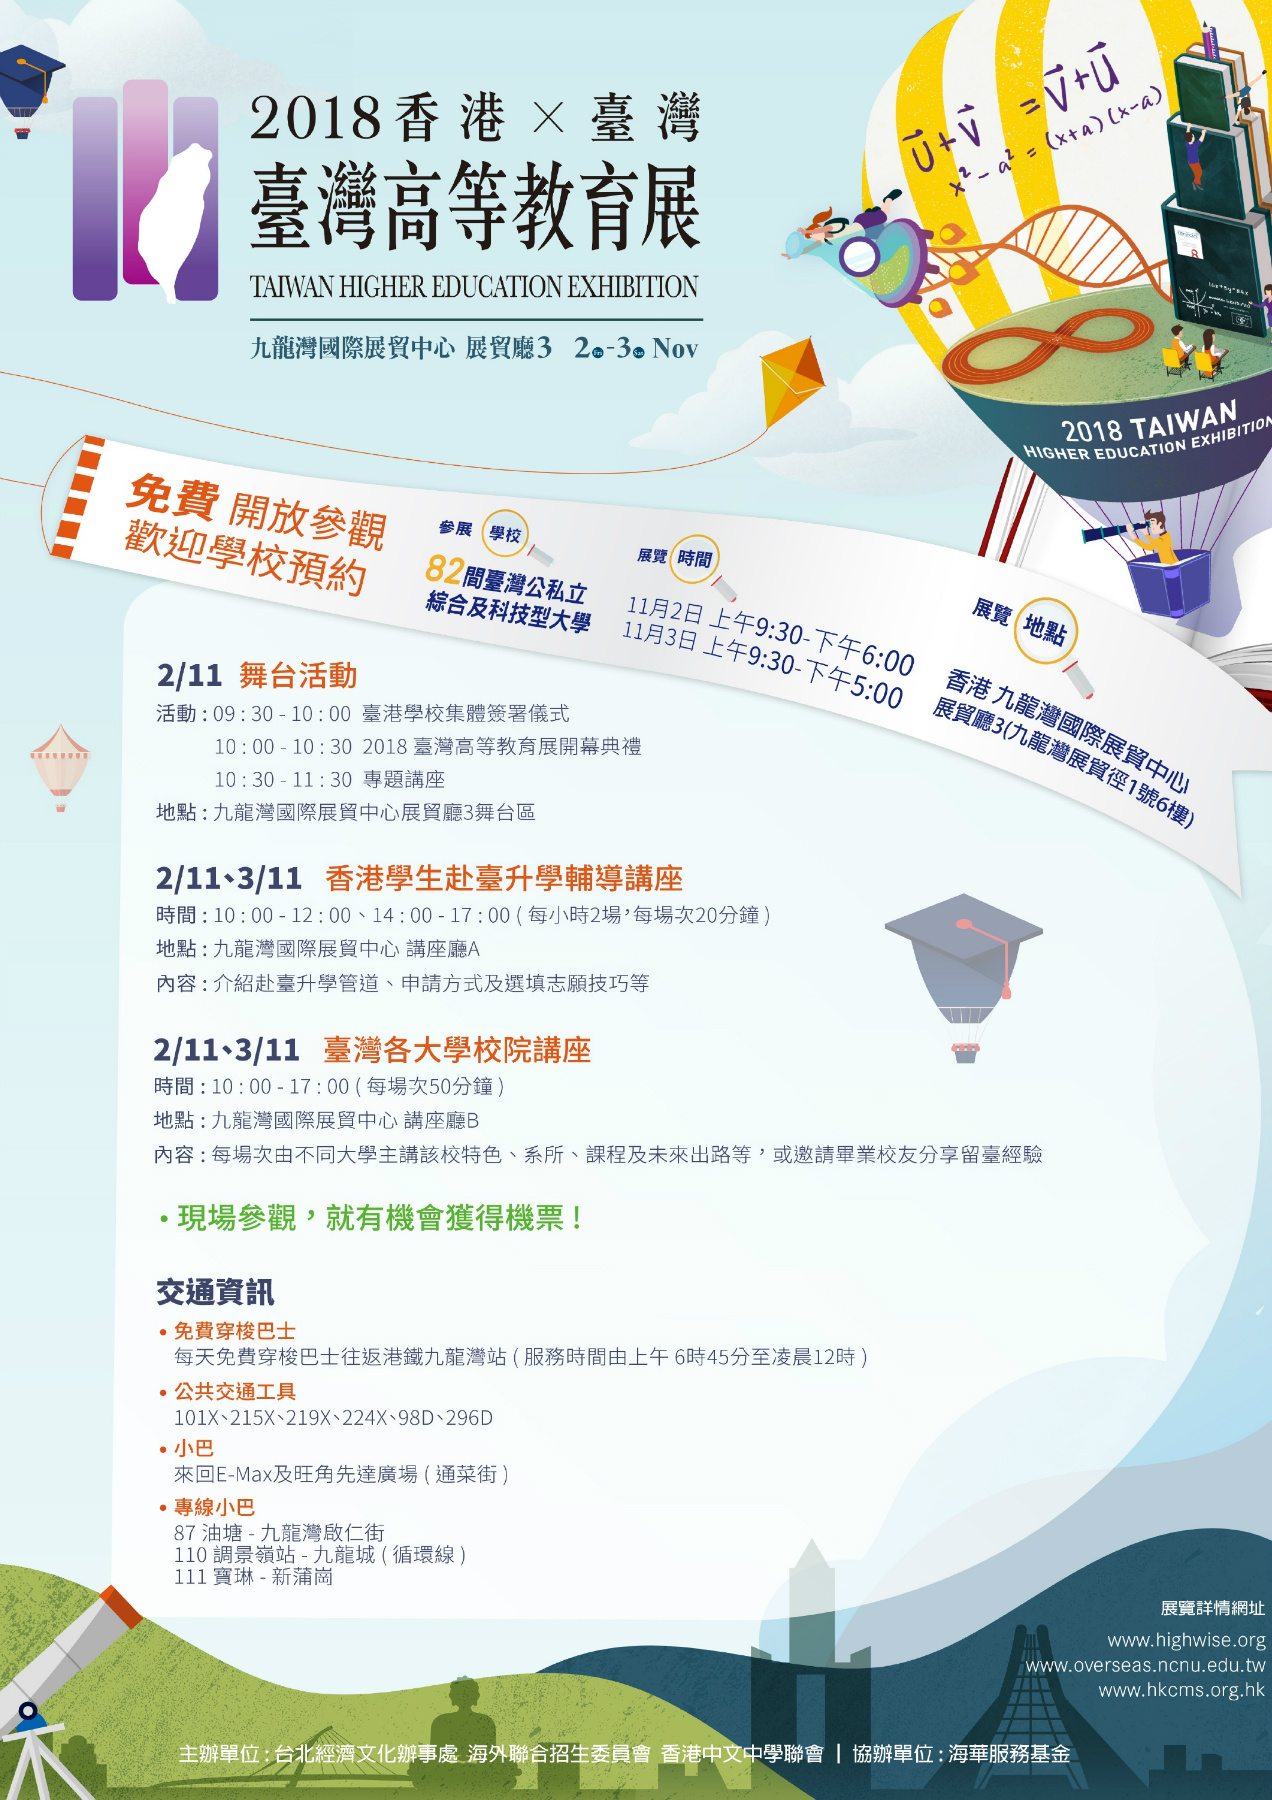 2018香港×臺灣
臺灣高等教育展
TAIWAN HIGHER EDUCATION EXHIBITION
九龍灣國際展貿中心 展貿廳3 2Fri-3Sat Nov
u+v = v+u
x²-a²=(x+a)(x-a)
2018 TAIWAN
HIGHER EDUCATION EXHIBITION
免費 開放參觀
歡迎學校預約
參展 學校
82間臺灣公私立
綜合及科技型大學
展覽 時間
11月2日 上午9:30-下午6:00
11月3日 上午9:30-下午5:00
展覽 地點
香港 九龍灣國際展貿中心
展貿廳3(九龍灣展貿徑1號6樓)
2/11 舞台活動
活動 : 09 : 30 - 10 : 00 臺港學校集體簽署儀式
10 : 00 - 10 : 30 2018 臺灣高等教育展開幕典禮
10 : 30 - 11 : 30 專題講座
地點 : 九龍灣國際展貿中心展貿廳3舞台區
2/11、3/11 香港學生赴臺升學輔導講座
時間 : 10 : 00 - 12 : 00、14 : 00 - 17 : 00 ( 每小時2場，每場次20分鐘 )
地點 : 九龍灣國際展貿中心 講座廳A
內容 : 介紹赴臺升學管道、申請方式及選填志願技巧等
2/11、3/11 臺灣各大學校院講座
時間 : 10 : 00 - 17 : 00 ( 每場次50分鐘 )
地點 : 九龍灣國際展貿中心 講座廳B
內容 : 每場次由不同大學主講該校特色、系所、課程及未來出路等，或邀請畢業校友分享留臺經驗
• 現場參觀，就有機會獲得機票 !
交通資訊
• 免費穿梭巴士
每天免費穿梭巴士往返港鐵九龍灣站 ( 服務時間由上午 6時45分至凌晨12時 )
• 公共交通工具
101X、215X、219X、224X、98D、296D
• 小巴
來回E-Max及旺角先達廣場 ( 通菜街 )
• 專線小巴
87 油塘 - 九龍灣啟仁街
110 調景嶺站 - 九龍城 ( 循環線 )
111 寶琳 - 新蒲崗
展覽詳情網址
www.highwise.org
www.overseas.ncnu.edu.tw
www.hkcms.org.hk
主辦單位 : 台北經濟文化辦事處 海外聯合招生委員會 香港中文中學聯會 | 協辦單位 : 海華服務基金